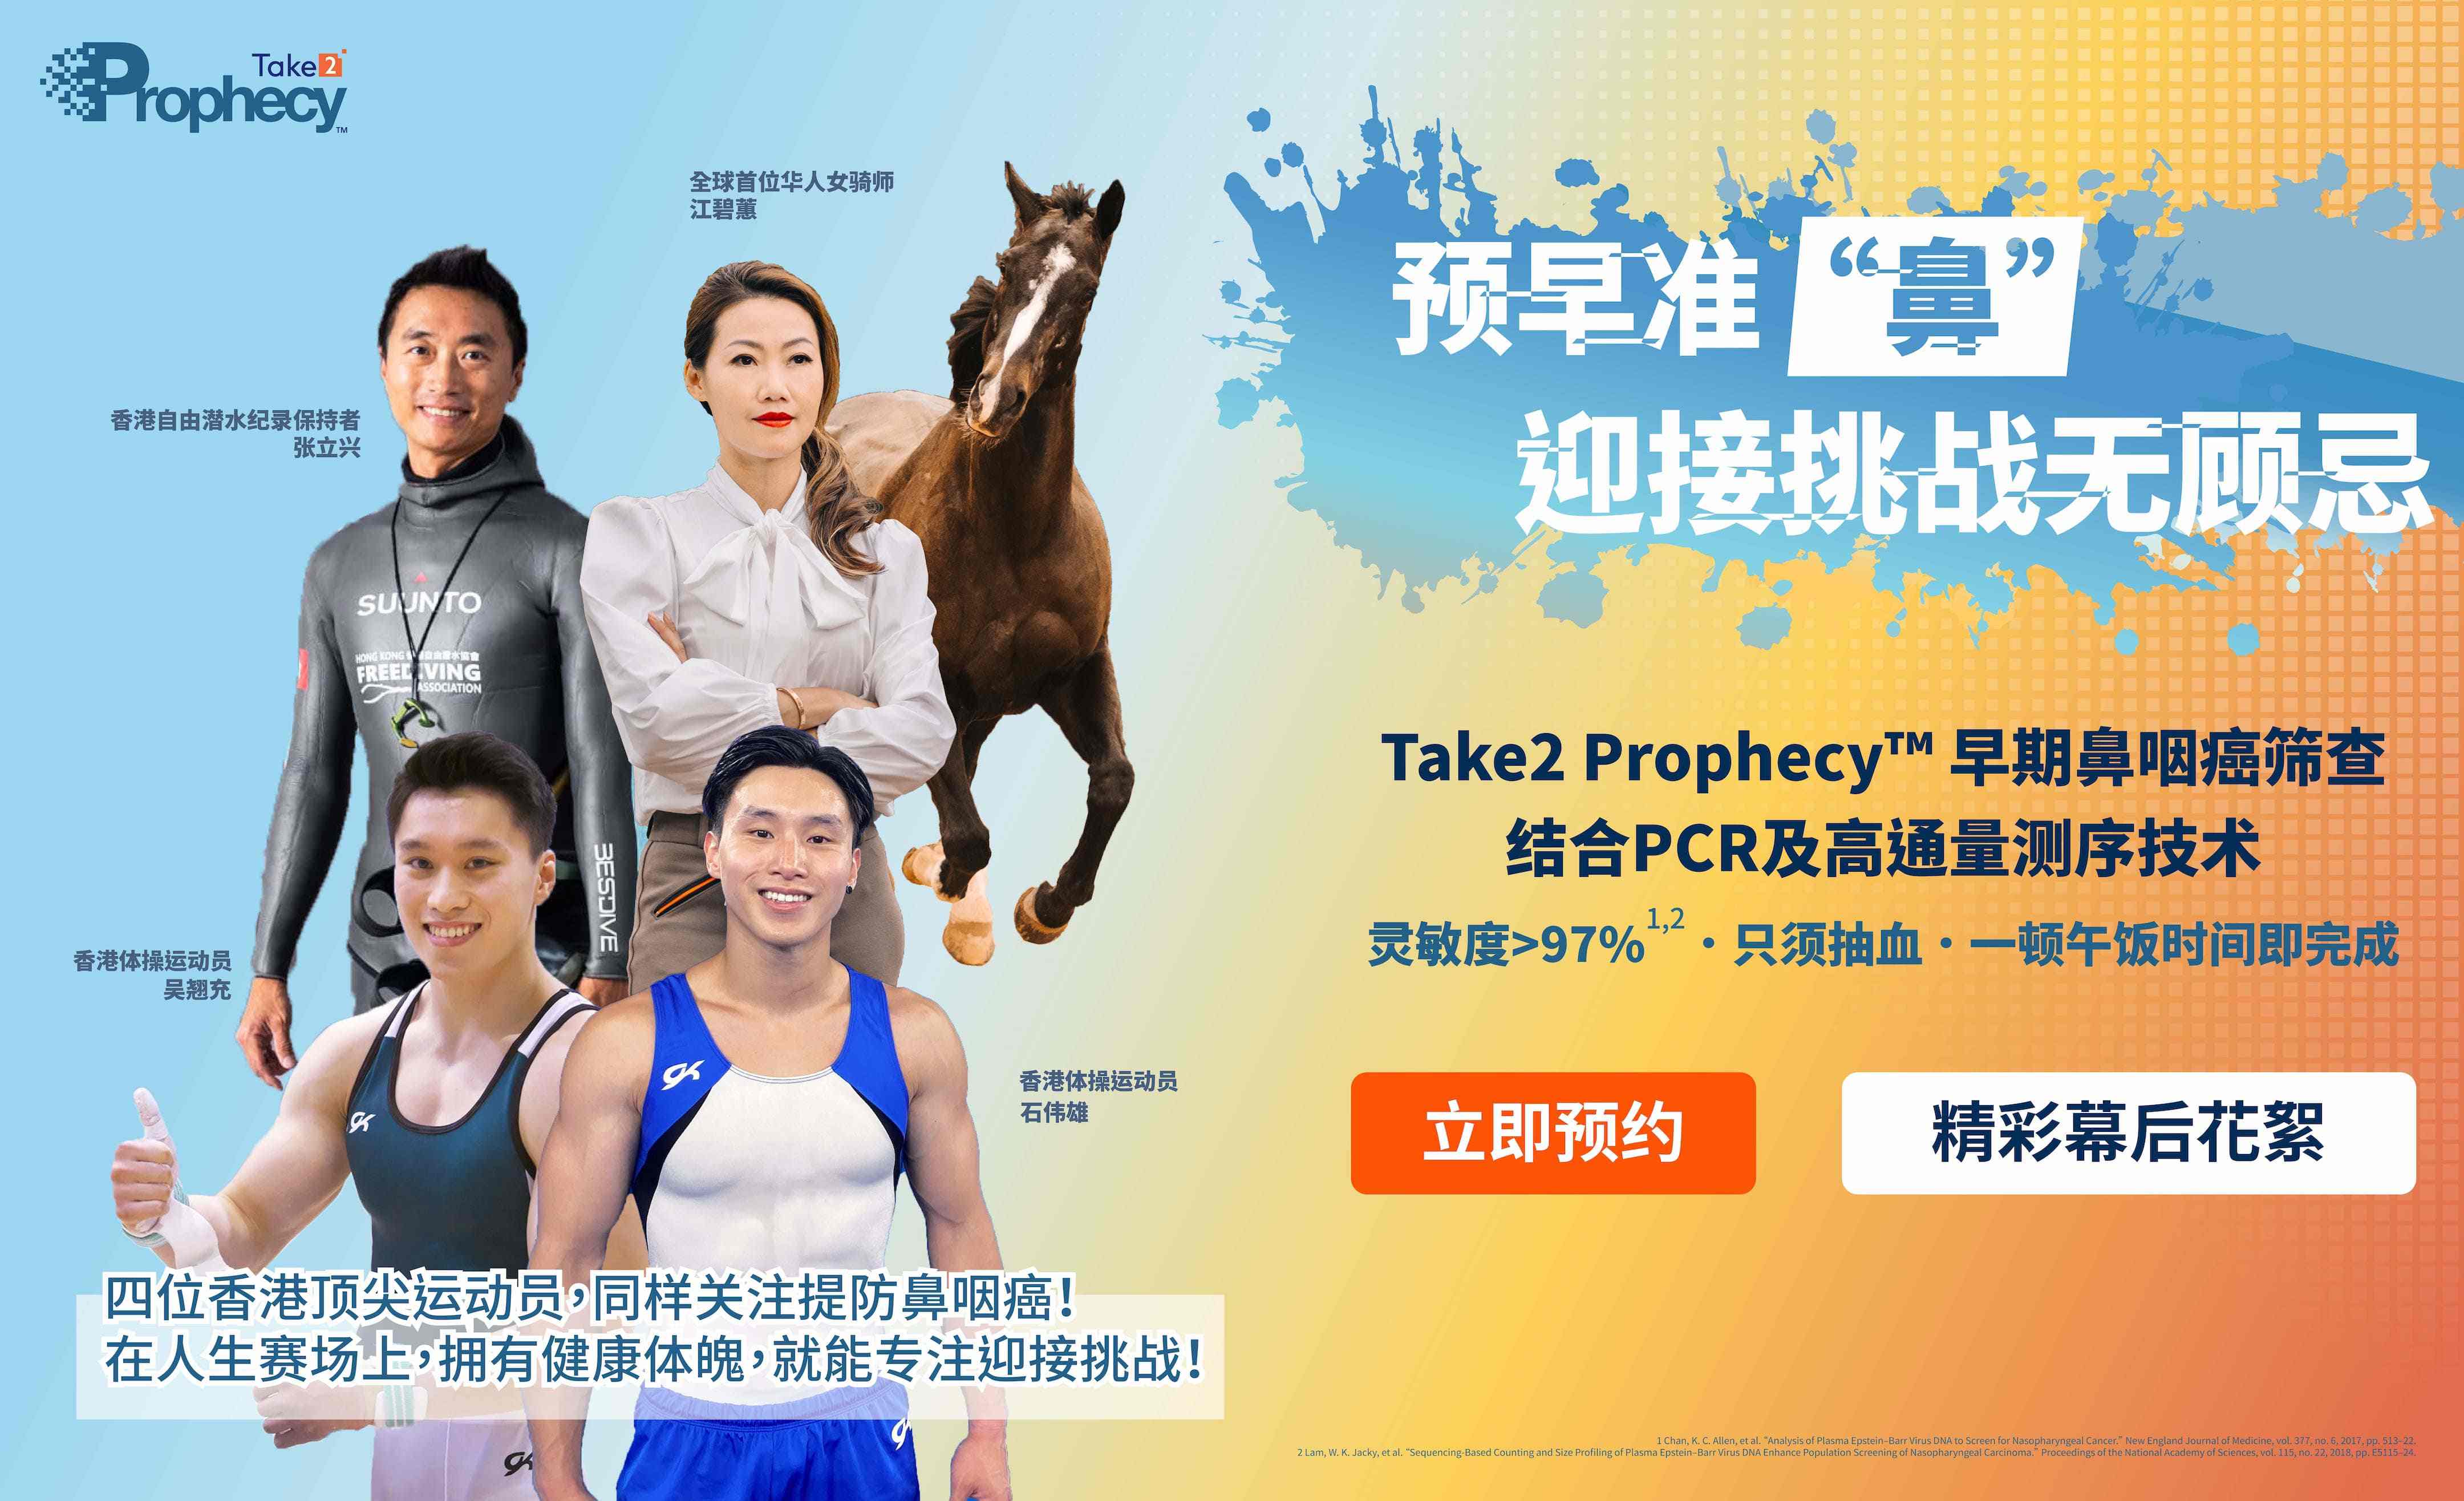 Take2
Prophecy™
全球首位华人女骑师
江碧蕙
香港自由潜水纪录保持者
张立兴
SUUNTO
HONG KONG
FREEDIVING
ASSOCIATION
BESTDIVE
香港体操运动员
吴翘充
香港体操运动员
石伟雄
GK
GK
GK
GK
四位香港顶尖运动员，同样关注提防鼻咽癌！
在人生赛场上，拥有健康体魄，就能专注迎接挑战！
预早准“鼻”
迎接挑战无顾忌
Take2 Prophecy™ 早期鼻咽癌筛查
结合PCR及高通量测序技术
灵敏度>97%1,2・只须抽血・一顿午饭时间即完成
立即预约
精彩幕后花絮
1 Chan, K. C. Allen, et al. “Analysis of Plasma Epstein–Barr Virus DNA to Screen for Nasopharyngeal Cancer.” New England Journal of Medicine, vol. 377, no. 6, 2017, pp. 513–22.
2 Lam, W. K. Jacky, et al. “Sequencing-Based Counting and Size Profiling of Plasma Epstein–Barr Virus DNA Enhance Population Screening of Nasopharyngeal Carcinoma.” Proceedings of the National Academy of Sciences, vol. 115, no. 22, 2018, pp. E5115–24.